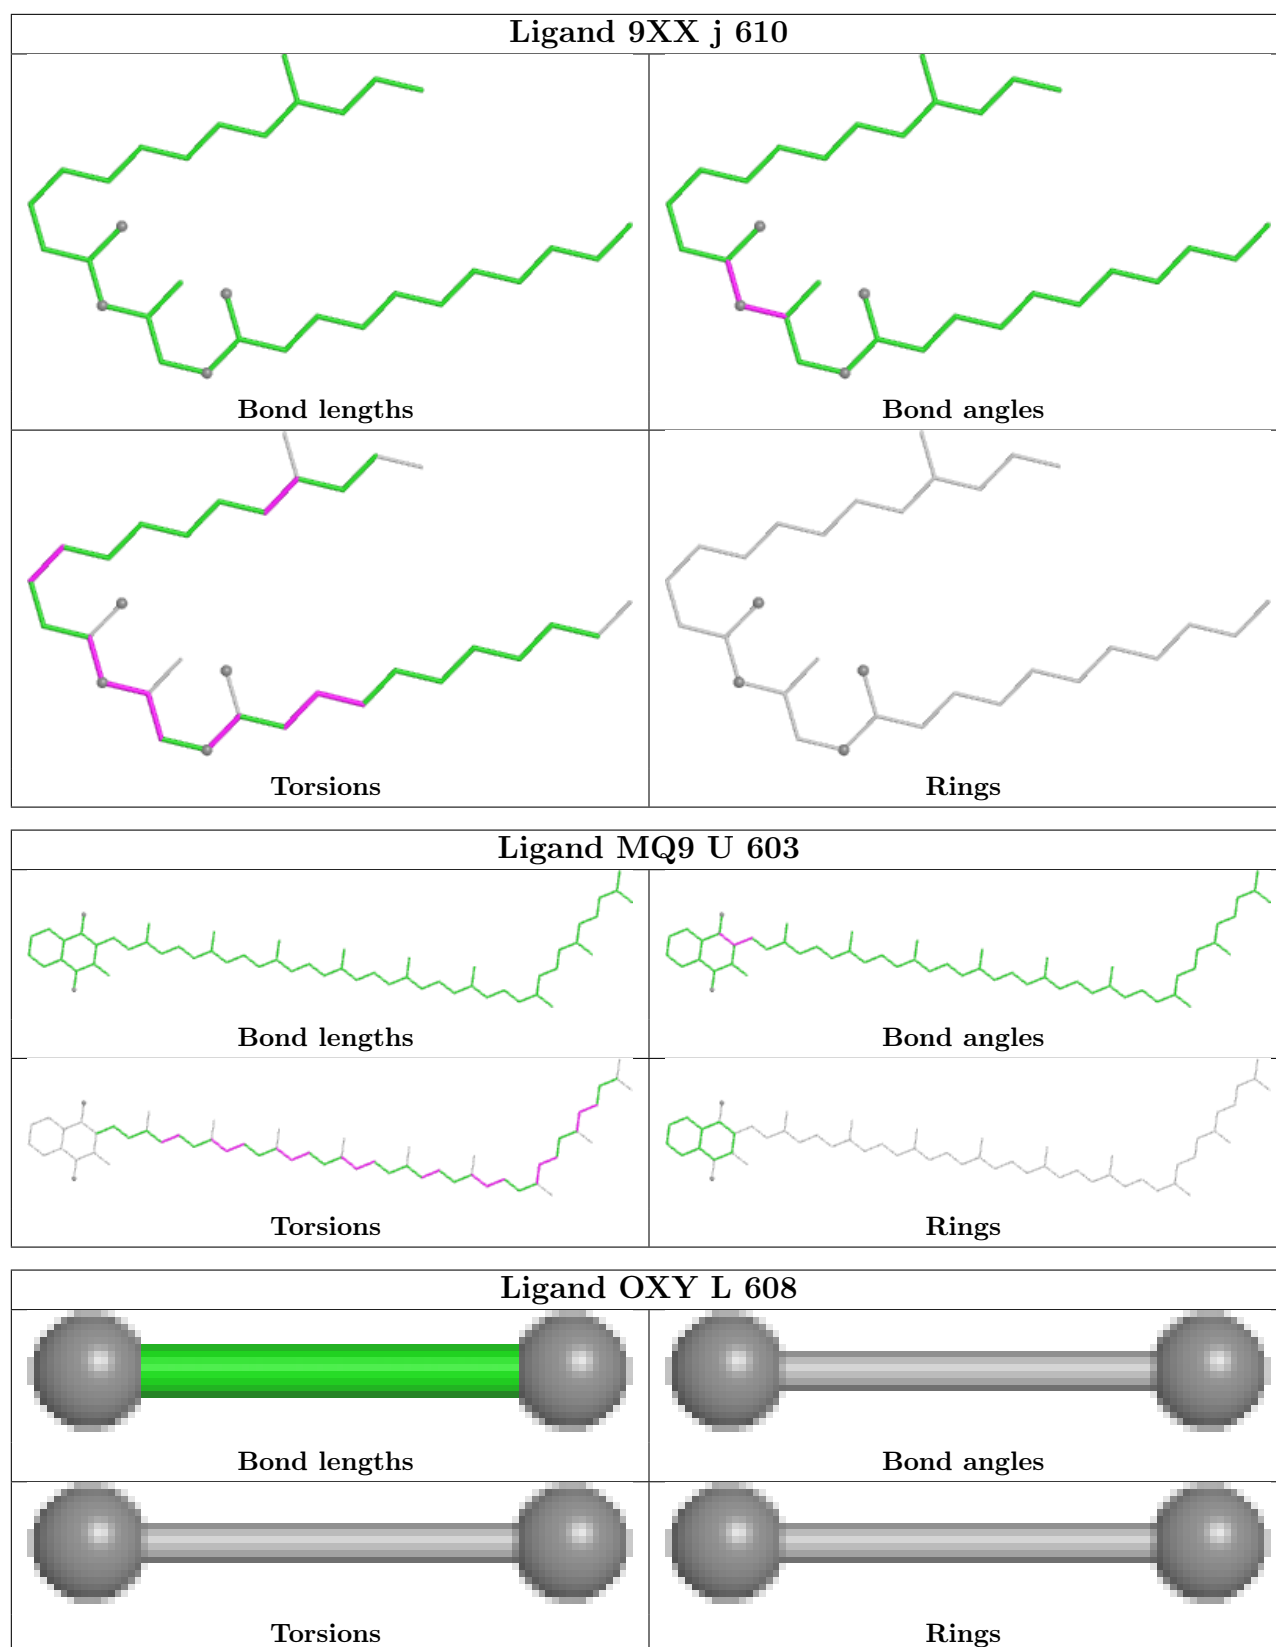 Ligand 9XX j 610
Bond lengths
Bond angles
Torsions
Rings
Ligand MQ9 U 603
Bond lengths
Bond angles
Torsions
Rings
Ligand OXY L 608
Bond lengths
Bond angles
Torsions
Rings